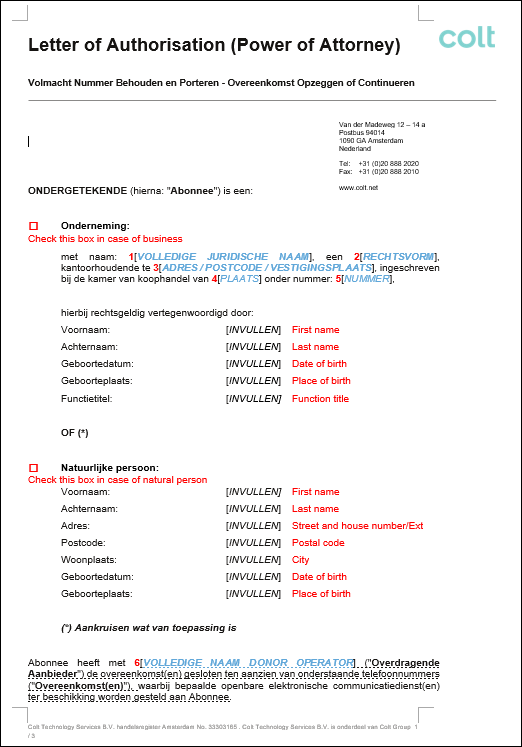 colt
Letter of Authorisation (Power of Attorney)
Volmacht Nummer Behouden en Porteren - Overeenkomst Opzeggen of Continueren
Van der Madeweg 12 – 14 a
Postbus 94014
1090 GA Amsterdam
Nederland
Tel: +31 (0)20 888 2020
Fax: +31 (0)20 888 2010
www.colt.net
ONDERGETEKENDE (hierna: "Abonnee") is een:
Onderneming:
Check this box in case of business
met naam: 1[VOLLEDIGE JURIDISCHE NAAM], een 2[RECHTSVORM],
kantoorhoudende te 3[ADRES / POSTCODE / VESTIGINGSPLAATS], ingeschreven
bij de kamer van koophandel van 4[PLAATS] onder nummer: 5[NUMMER],
hierbij rechtsgeldig vertegenwoordigd door:
Voornaam: [INVULLEN] First name
Achternaam: [INVULLEN] Last name
Geboortedatum: [INVULLEN] Date of birth
Geboorteplaats: [INVULLEN] Place of birth
Functietitel: [INVULLEN] Function title
OF (*)
Natuurlijke persoon:
Check this box in case of natural person
Voornaam: [INVULLEN] First name
Achternaam: [INVULLEN] Last name
Adres: [INVULLEN] Street and house number/Ext
Postcode: [INVULLEN] Postal code
Woonplaats: [INVULLEN] City
Geboortedatum: [INVULLEN] Date of birth
Geboorteplaats: [INVULLEN] Place of birth
(*) Aankruisen wat van toepassing is
Abonnee heeft met 6[VOLLEDIGE NAAM DONOR OPERATOR] ("Overdragende
Aanbieder") de overeenkomst(en) gesloten ten aanzien van onderstaande telefoonnummers
("Overeenkomst(en)"), waarbij bepaalde openbare elektronische communicatiedienst(en)
ter beschikking worden gesteld aan Abonnee.
Colt Technology Services B.V. handelsregister Amsterdam No. 33303165 . Colt Technology Services B.V. is onderdeel van Colt Group 1
/ 3